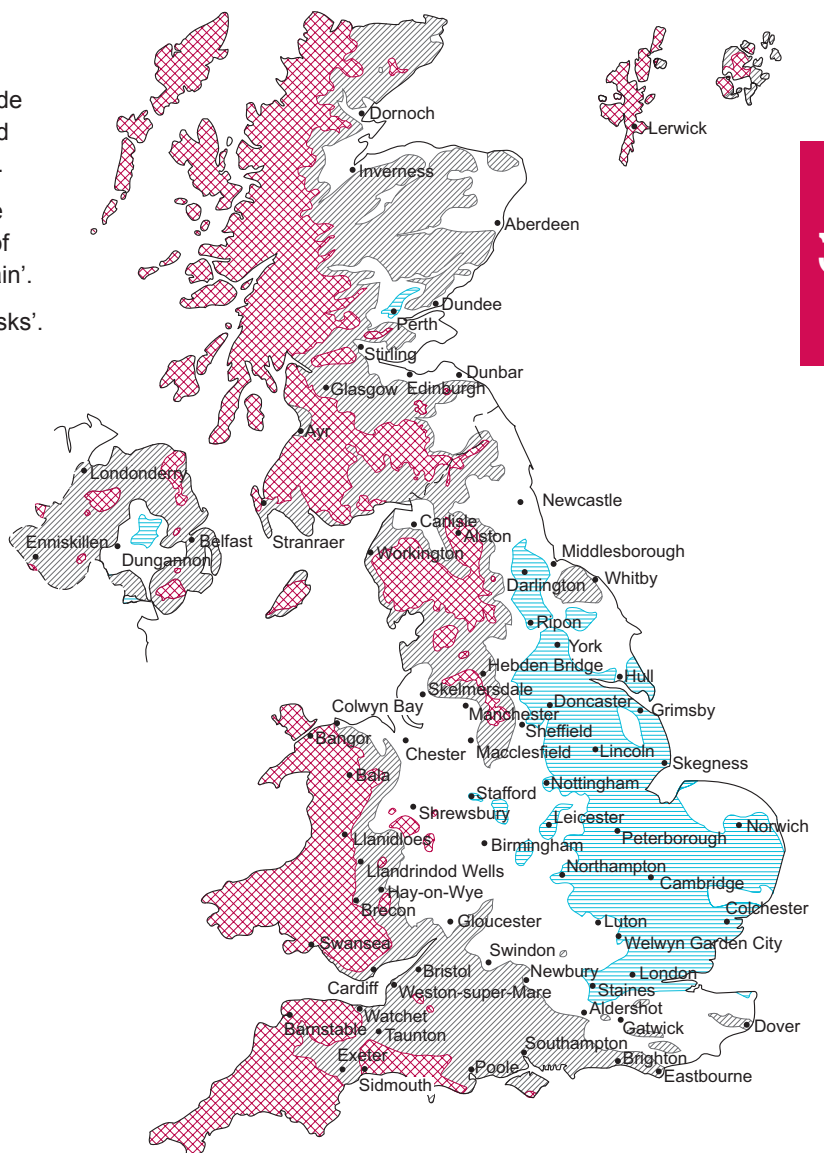 de
d
.
e
of
ain’.
sks’.
Dornoch
Lerwick
Inverness
Aberdeen
Dundee
Perth
Stirling
Dunbar
Glasgow
Edinburgh
Ayr
Londonderry
Newcastle
Carlisle
Enniskillen
Belfast
Stranraer
Alston
Dungannon
Workington
Middlesborough
Darlington
Whitby
Ripon
York
Hebden Bridge
Hull
Skelmersdale
Doncaster
Colwyn Bay
Manchester
Grimsby
Bangor
Sheffield
Chester
Macclesfield
Lincoln
Skegness
Bala
Nottingham
Stafford
Shrewsbury
Leicester
Norwich
Peterborough
Llanidloes
Birmingham
Llandrindod Wells
Northampton
Cambridge
Hay-on-Wye
Brecon
Colchester
Gloucester
Luton
Welwyn Garden City
Swansea
Swindon
Cardiff
Bristol
Newbury
London
Weston-super-Mare
Staines
Watchet
Aldershot
Barnstable
Taunton
Gatwick
Dover
Southampton
Exeter
Poole
Brighton
Sidmouth
Eastbourne